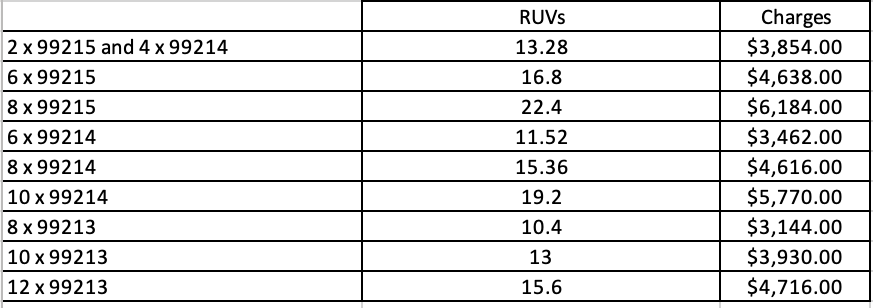 RUVs Charges
2 x 99215 and 4 x 99214 13.28 $3,854.00
6 x 99215 16.8 $4,638.00
8 x 99215 22.4 $6,184.00
6 x 99214 11.52 $3,462.00
8 x 99214 15.36 $4,616.00
10 x 99214 19.2 $5,770.00
8 x 99213 10.4 $3,144.00
10 x 99213 13 $3,930.00
12 x 99213 15.6 $4,716.00